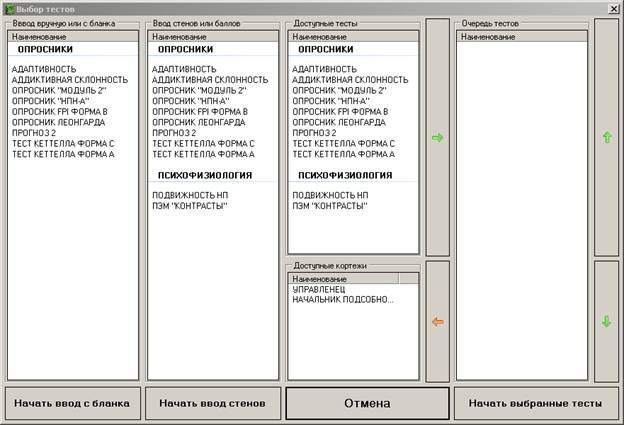 Выбор тестов
Ввод вручную или с бланка
Наименование
ОПРОСНИКИ
АДАПТИВНОСТЬ
АДДИКТИВНАЯ СКЛОННОСТЬ
ОПРОСНИК "МОДУЛЬ 2"
ОПРОСНИК "НПН-А"
ОПРОСНИК FPI ФОРМА B
ОПРОСНИК ЛЕОНГАРДА
ПРОГНОЗ 2
ТЕСТ КЕТТЕЛЛА ФОРМА C
ТЕСТ КЕТТЕЛЛА ФОРМА A
Начать ввод с бланка
Ввод стенов или баллов
Наименование
ОПРОСНИКИ
АДАПТИВНОСТЬ
АДДИКТИВНАЯ СКЛОННОСТЬ
ОПРОСНИК "МОДУЛЬ 2"
ОПРОСНИК "НПН-А"
ОПРОСНИК FPI ФОРМА B
ОПРОСНИК ЛЕОНГАРДА
ПРОГНОЗ 2
ТЕСТ КЕТТЕЛЛА ФОРМА C
ТЕСТ КЕТТЕЛЛА ФОРМА A
ПСИХОФИЗИОЛОГИЯ
ПОДВИЖНОСТЬ НП
ПЗМ "КОНТРАСТЫ"
Начать ввод стенов
Доступные тесты
Наименование
ОПРОСНИКИ
АДАПТИВНОСТЬ
АДДИКТИВНАЯ СКЛОННОСТЬ
ОПРОСНИК "МОДУЛЬ 2"
ОПРОСНИК "НПН-А"
ОПРОСНИК FPI ФОРМА B
ОПРОСНИК ЛЕОНГАРДА
ПРОГНОЗ 2
ТЕСТ КЕТТЕЛЛА ФОРМА C
ТЕСТ КЕТТЕЛЛА ФОРМА A
ПСИХОФИЗИОЛОГИЯ
ПОДВИЖНОСТЬ НП
ПЗМ "КОНТРАСТЫ"
Доступные кортежи
Наименование
УПРАВЛЕНЕЦ
НАЧАЛЬНИК ПОДСОБНО...
Отмена
Очередь тестов
Наименование
Начать выбранные тесты